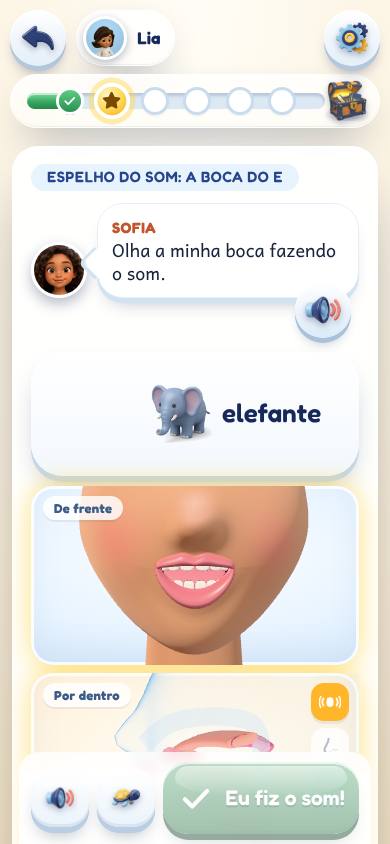 Lia
ESPELHO DO SOM: A BOCA DO E
SOFIA
Olha a minha boca fazendo
o som.
elefante
De frente
Por dentro
Eu fiz o som!